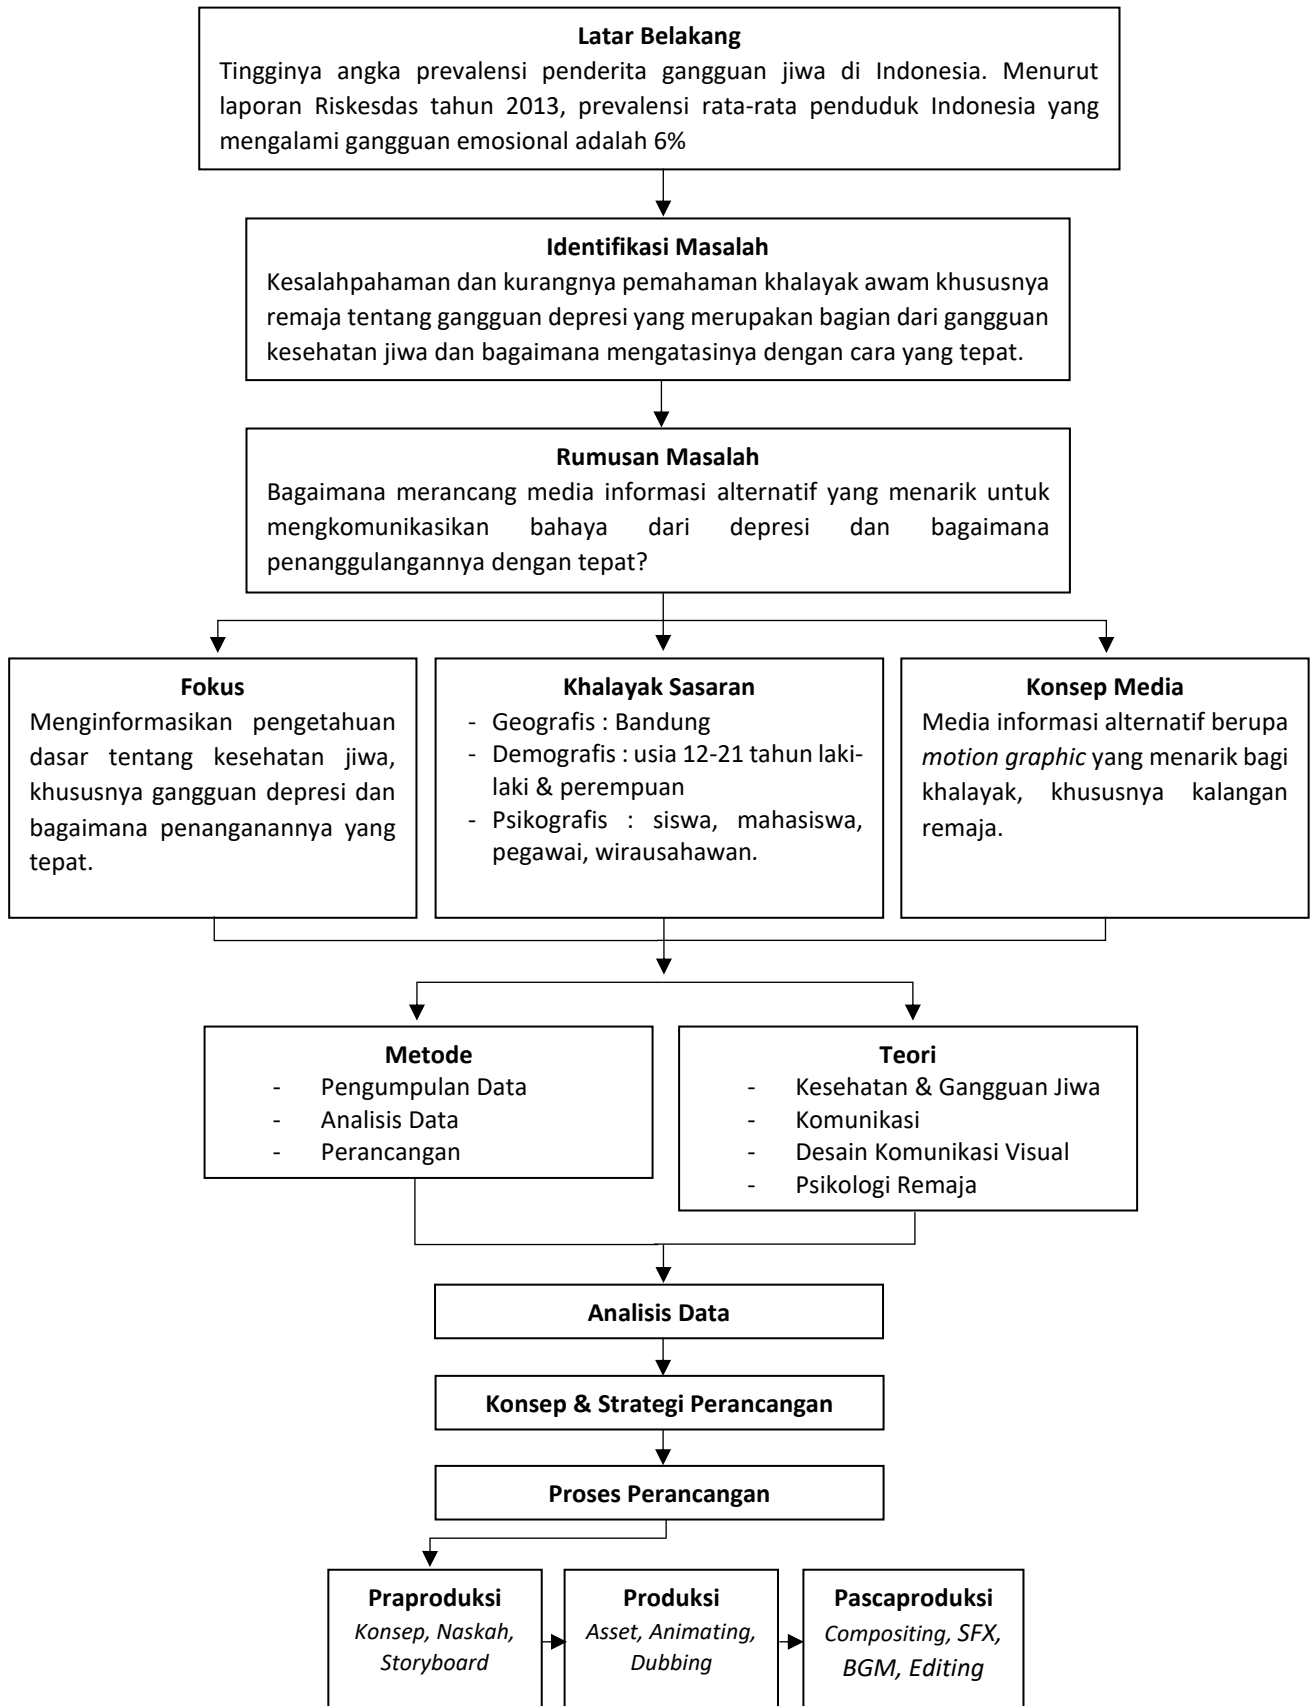 Latar Belakang
Tingginya angka prevalensi penderita gangguan jiwa di Indonesia. Menurut
laporan Riskesdas tahun 2013, prevalensi rata-rata penduduk Indonesia yang
mengalami gangguan emosional adalah 6%
Identifikasi Masalah
Kesalahpahaman dan kurangnya pemahaman khalayak awam khususnya
remaja tentang gangguan depresi yang merupakan bagian dari gangguan
kesehatan jiwa dan bagaimana mengatasinya dengan cara yang tepat.
Rumusan Masalah
Bagaimana merancang media informasi alternatif yang menarik untuk
mengkomunikasikan bahaya dari depresi dan bagaimana
penanggulangannya dengan tepat?
Fokus
Menginformasikan pengetahuan
dasar tentang kesehatan jiwa,
khususnya gangguan depresi dan
bagaimana penanganannya yang
tepat.
Khalayak Sasaran
- Geografis : Bandung
- Demografis : usia 12-21 tahun laki-
laki & perempuan
- Psikografis : siswa, mahasiswa,
pegawai, wirausahawan.
Konsep Media
Media informasi alternatif berupa
motion graphic yang menarik bagi
khalayak, khususnya kalangan
remaja.
Metode
- Pengumpulan Data
- Analisis Data
- Perancangan
Teori
- Kesehatan & Gangguan Jiwa
- Komunikasi
- Desain Komunikasi Visual
- Psikologi Remaja
Analisis Data
Konsep & Strategi Perancangan
Proses Perancangan
Praproduksi
Konsep, Naskah,
Storyboard
Produksi
Asset, Animating,
Dubbing
Pascaproduksi
Compositing, SFX,
BGM, Editing